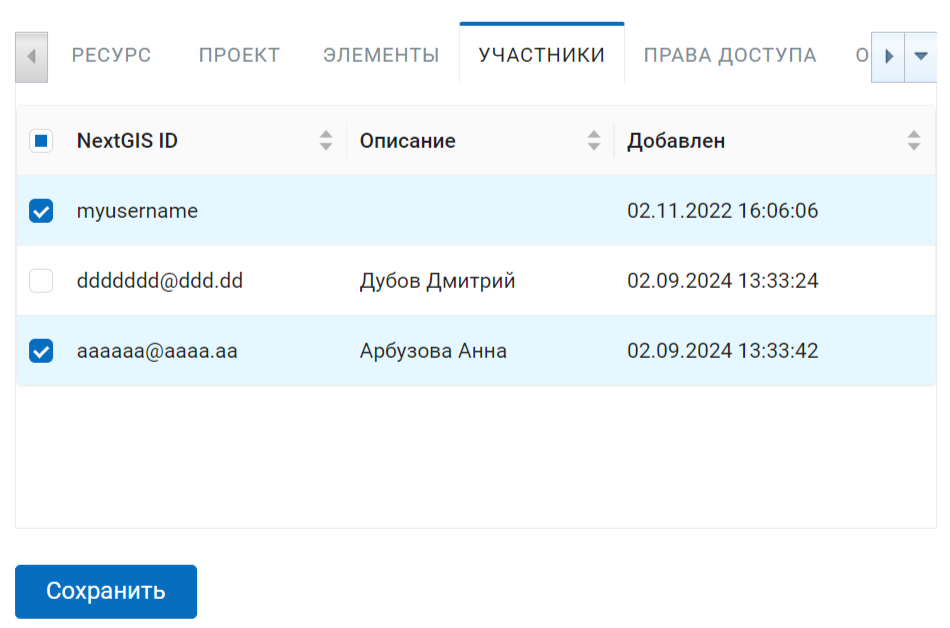 РЕСУРС ПРОЕКТ ЭЛЕМЕНТЫ УЧАСТНИКИ ПРАВА ДОСТУПА О
NextGIS ID Описание Добавлен
myusername 02.11.2022 16:06:06
ddddddd@ddd.dd Дубов Дмитрий 02.09.2024 13:33:24
aaaaaa@aaaa.aa Арбузова Анна 02.09.2024 13:33:42
Сохранить